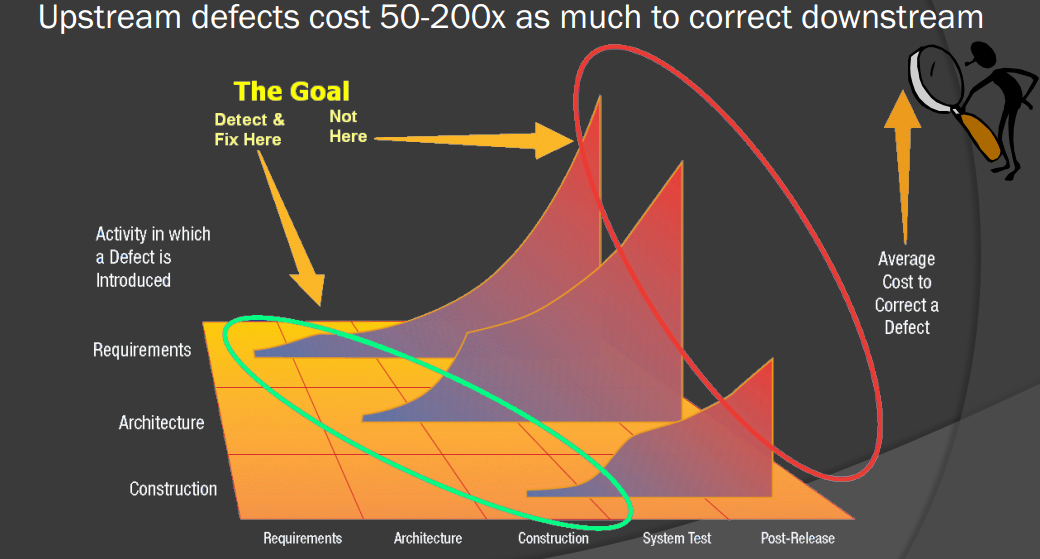 Upstream defects cost 50-200x as much to correct downstream
The Goal
Detect &
Fix Here
Not
Here
Activity in which
a Defect is
Introduced
Average
Cost to
Correct a
Defect
Requirements
Architecture
Construction
Requirements
Architecture
Construction
System Test
Post-Release